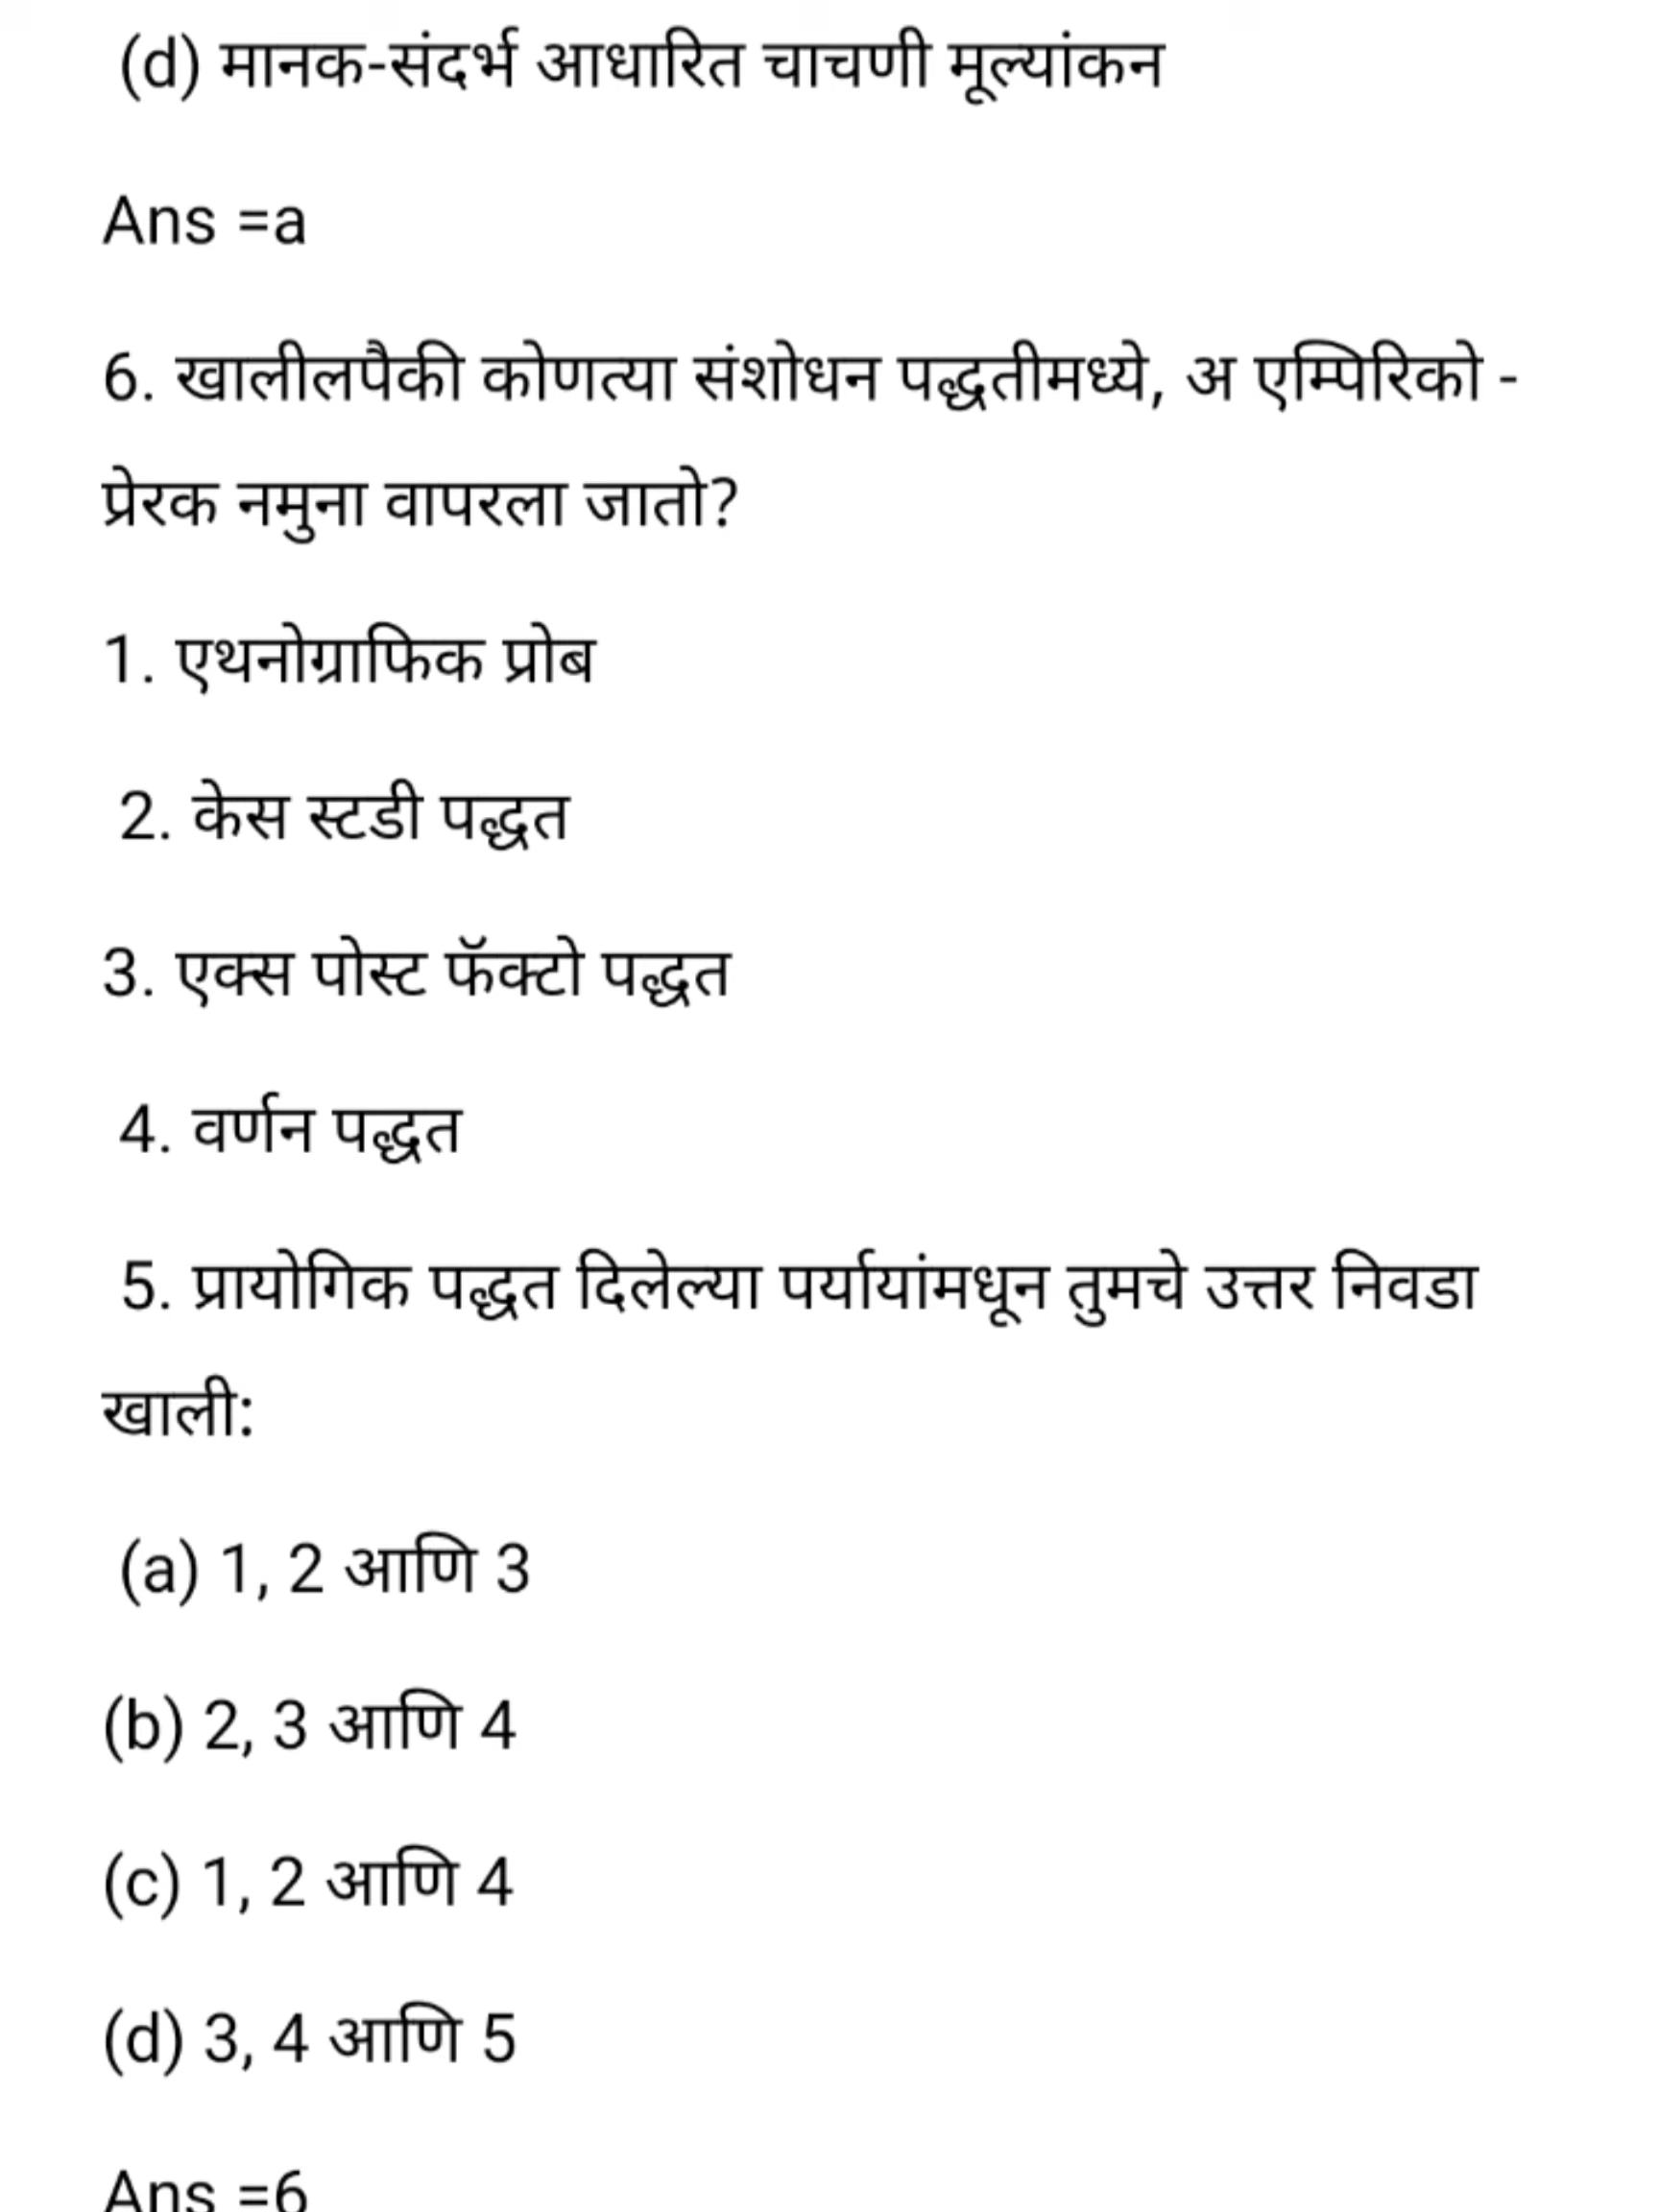 (d) मानक-संदर्भ आधारित चाचणी मूल्यांकन
Ans =a
6. खालीलपैकी कोणत्या संशोधन पद्धतीमध्ये, अ एम्पिरिको -
प्रेरक नमुना वापरला जातो?
1. एथनोग्राफिक प्रोब
2. केस स्टडी पद्धत
3. एक्स पोस्ट फॅक्टो पद्धत
4. वर्णन पद्धत
5. प्रायोगिक पद्धत दिलेल्या पर्यायांमधून तुमचे उत्तर निवडा
खाली:
(a) 1, 2 आणि 3
(b) 2, 3 आणि 4
(c) 1, 2 आणि 4
(d) 3, 4 आणि 5
Ans =6